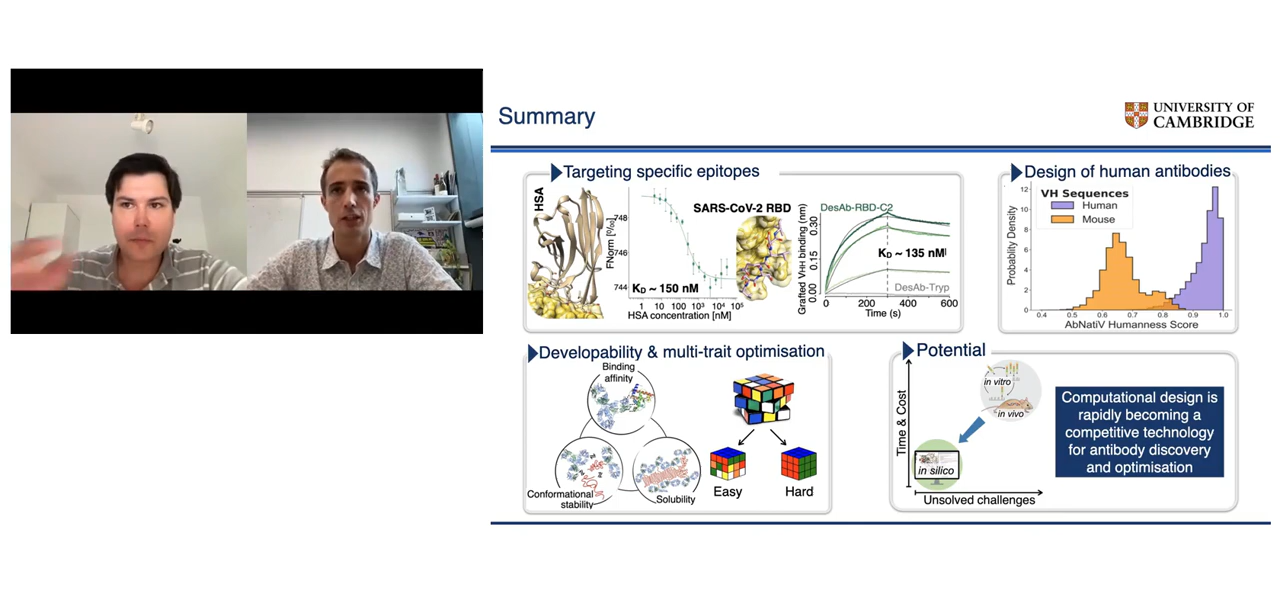 Summary
UNIVERSITY OF
CAMBRIDGE
Targeting specific epitopes
HSA
FNorm [‰]
748
746
744
KD ~ 150 nM
1 10 100 10³ 10⁴ 10⁵
HSA concentration [nM]
SARS-CoV-2 RBD
DesAb-RBD-C2
Grafted VHH binding (nm)
0.30
0.15
0.00
KD ~ 135 nM
DesAb-Tryp
0 200 400 600
Time (s)
Design of human antibodies
VH Sequences
Human
Mouse
Probablity Density
12
10
8
6
4
2
0
0.4 0.5 0.6 0.7 0.8 0.9 1.0
AbNatiV Humanness Score
Developability & multi-trait optimisation
Binding
affinity
Conformational
stability
Solubility
Easy
Hard
Potential
Time & Cost
in vitro
in vivo
in silico
Unsolved challenges
Computational design is
rapidly becoming a
competitive technology
for antibody discovery
and optimisation